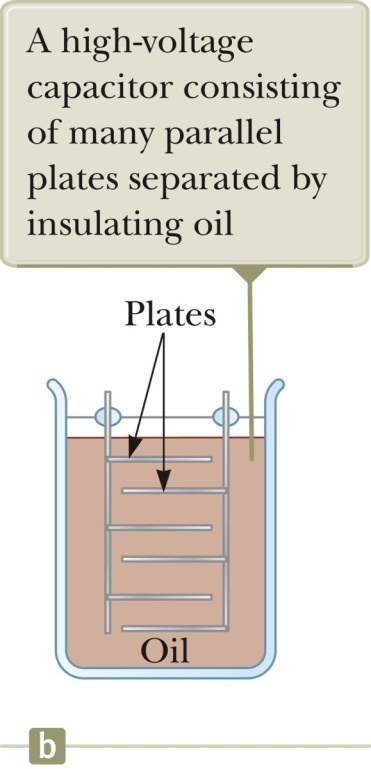 A high-voltage
capacitor consisting
of many parallel
plates separated by
insulating oil
Plates
Oil
b